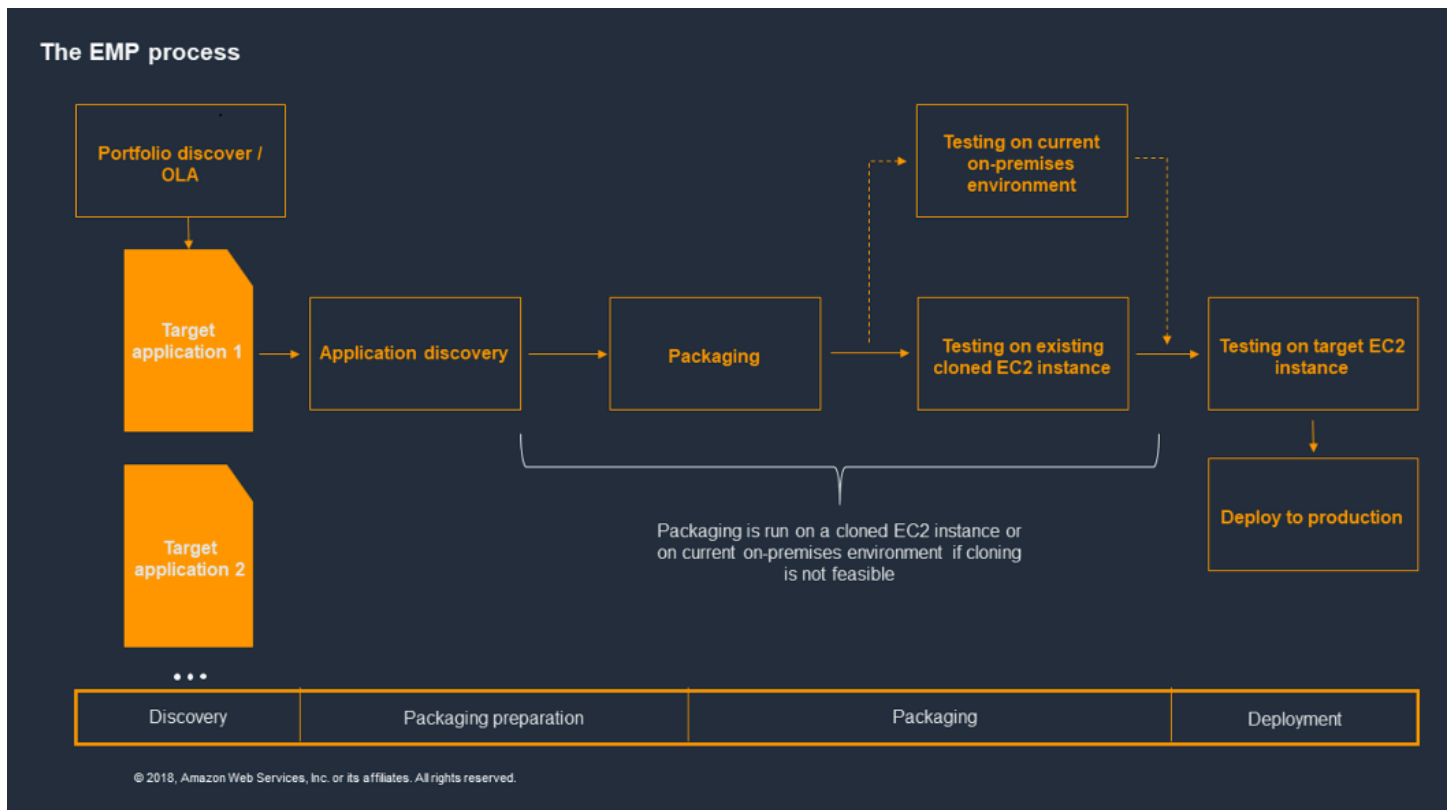 The EMP process
Portfolio discover /
OLA
Testing on current
on-premises
environment
Target
application 1
Application discovery
Packaging
Testing on existing
cloned EC2 instance
Testing on target EC2
instance
Packaging is run on a cloned EC2 instance or
on current on-premises environment if cloning
is not feasible
Deploy to production
Target
application 2
...
Discovery
Packaging preparation
Packaging
Deployment
© 2018, Amazon Web Services, Inc. or its affiliates. All rights reserved.